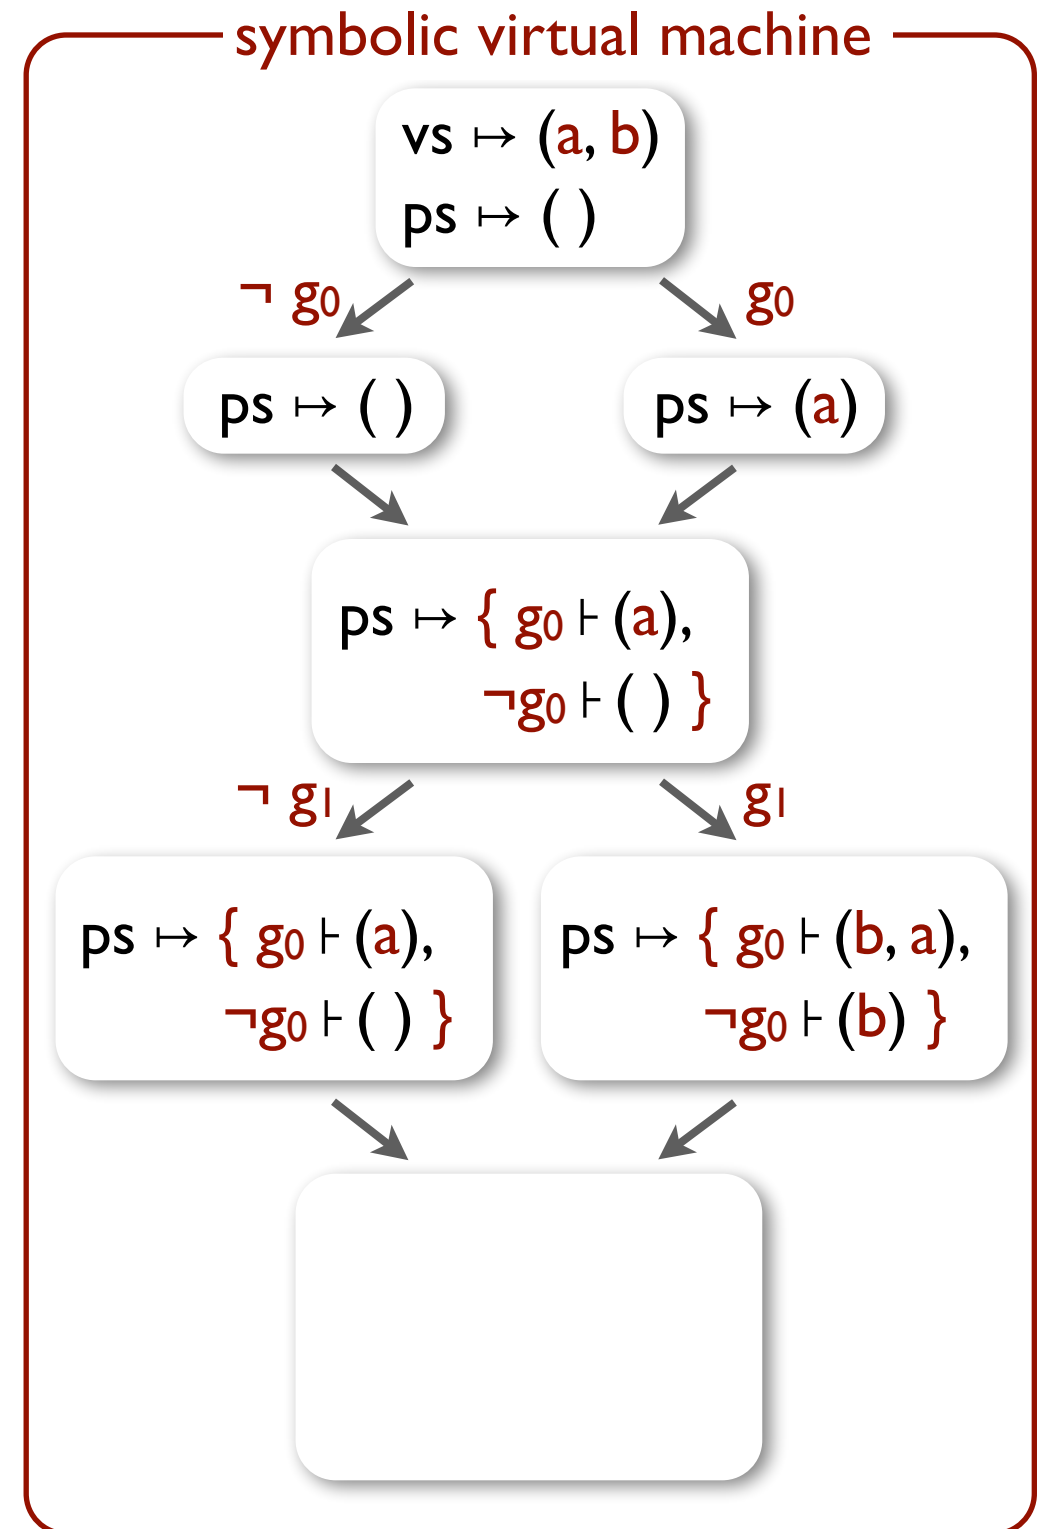 symbolic virtual machine
vs ↦ (a, b)
ps ↦ ( )
¬ g₀
g₀
ps ↦ ( )
ps ↦ (a)
ps ↦ { g₀ ⊦ (a),
¬g₀ ⊦ ( ) }
¬ g₁
g₁
ps ↦ { g₀ ⊦ (a),
¬g₀ ⊦ ( ) }
ps ↦ { g₀ ⊦ (b, a),
¬g₀ ⊦ (b) }